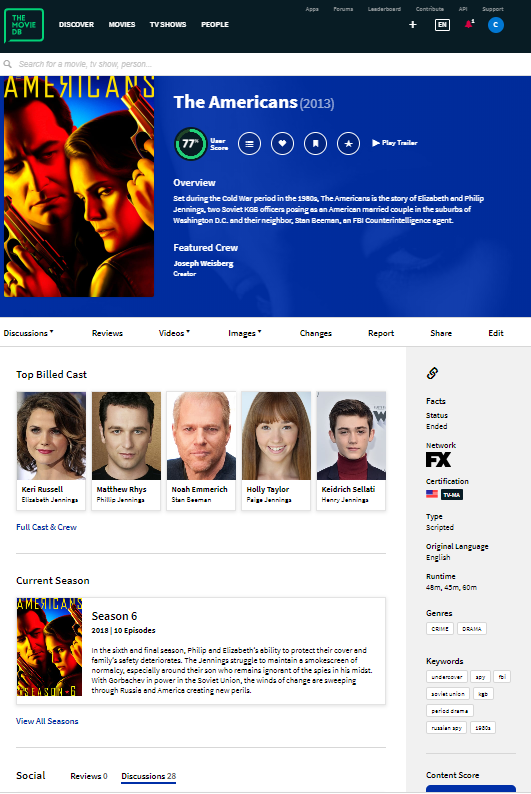 Apps Forums Leaderboard Contribute API Support
THE
MOVIE
DB
DISCOVER MOVIES TV SHOWS PEOPLE + EN 1 C
Search for a movie, tv show, person...
AMERICANS
The Americans (2013)
77% User
Score
Play Trailer
Overview
Set during the Cold War period in the 1980s, The Americans is the story of Elizabeth and Philip
Jennings, two Soviet KGB officers posing as an American married couple in the suburbs of
Washington D.C. and their neighbor, Stan Beeman, an FBI Counterintelligence agent.
Featured Crew
Joseph Weisberg
Creator
Discussions Reviews Videos Images Changes Report Share Edit
Top Billed Cast
Keri Russell
Elizabeth Jennings
Matthew Rhys
Phillip Jennings
Noah Emmerich
Stan Beeman
Holly Taylor
Paige Jennings
Keidrich Sellati
Henry Jennings
Full Cast & Crew
Current Season
AMERICANS
SEASON 6
Season 6
2018 | 10 Episodes
In the sixth and final season, Philip and Elizabeth's ability to protect their cover and
family's safety deteriorates. The Jennings struggle to maintain a smokescreen of
normalcy, especially around their son who remains ignorant of the spies in his midst.
With Gorbachev in power in the Soviet Union, the winds of change are sweeping
through Russia and America creating new perils.
View All Seasons
Social Reviews 0 Discussions 28
Facts
Status
Ended
Network
FX
Certification
TV-MA
Type
Scripted
Original Language
English
Runtime
48m, 45m, 60m
Genres
CRIME DRAMA
Keywords
undercover spy fbi
soviet union kgb
period drama
russian spy 1980s
Content Score